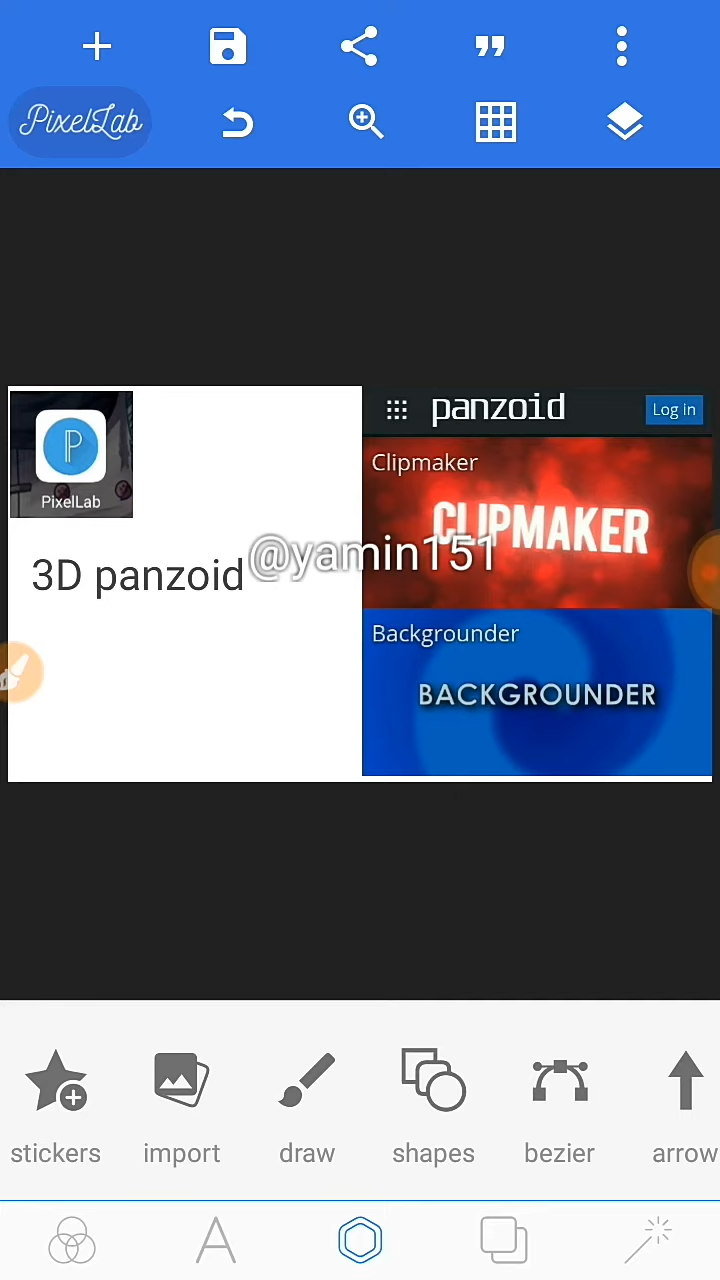 PixelLab
panzoid
Log in
Clipmaker
CLIPMAKER
PixelLab
3D panzoid
@yamin151
Backgrounder
BACKGROUNDER
stickers
import
draw
shapes
bezier
arrow